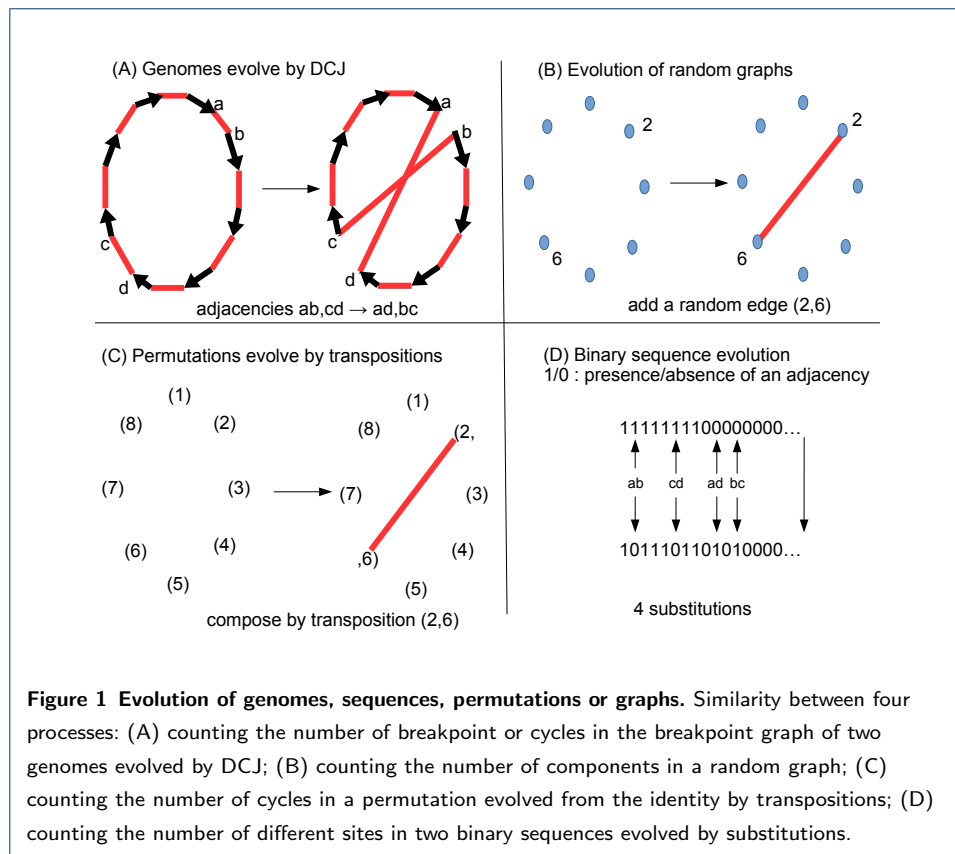 (A) Genomes evolve by DCJ
a
b
c
d
a
b
c
d
adjacencies ab,cd → ad,bc
(B) Evolution of random graphs
2
6
2
6
add a random edge (2,6)
(C) Permutations evolve by transpositions
(1)
(8)
(2)
(7)
(3)
(6)
(4)
(5)
(1)
(8)
(2,
(7)
(3)
,6)
(4)
(5)
compose by transposition (2,6)
(D) Binary sequence evolution
1/0 : presence/absence of an adjacency
1111111100000000…
ab cd ad bc
1011101101010000…
4 substitutions
Figure 1 Evolution of genomes, sequences, permutations or graphs. Similarity between four
processes: (A) counting the number of breakpoint or cycles in the breakpoint graph of two
genomes evolved by DCJ; (B) counting the number of components in a random graph; (C)
counting the number of cycles in a permutation evolved from the identity by transpositions; (D)
counting the number of different sites in two binary sequences evolved by substitutions.